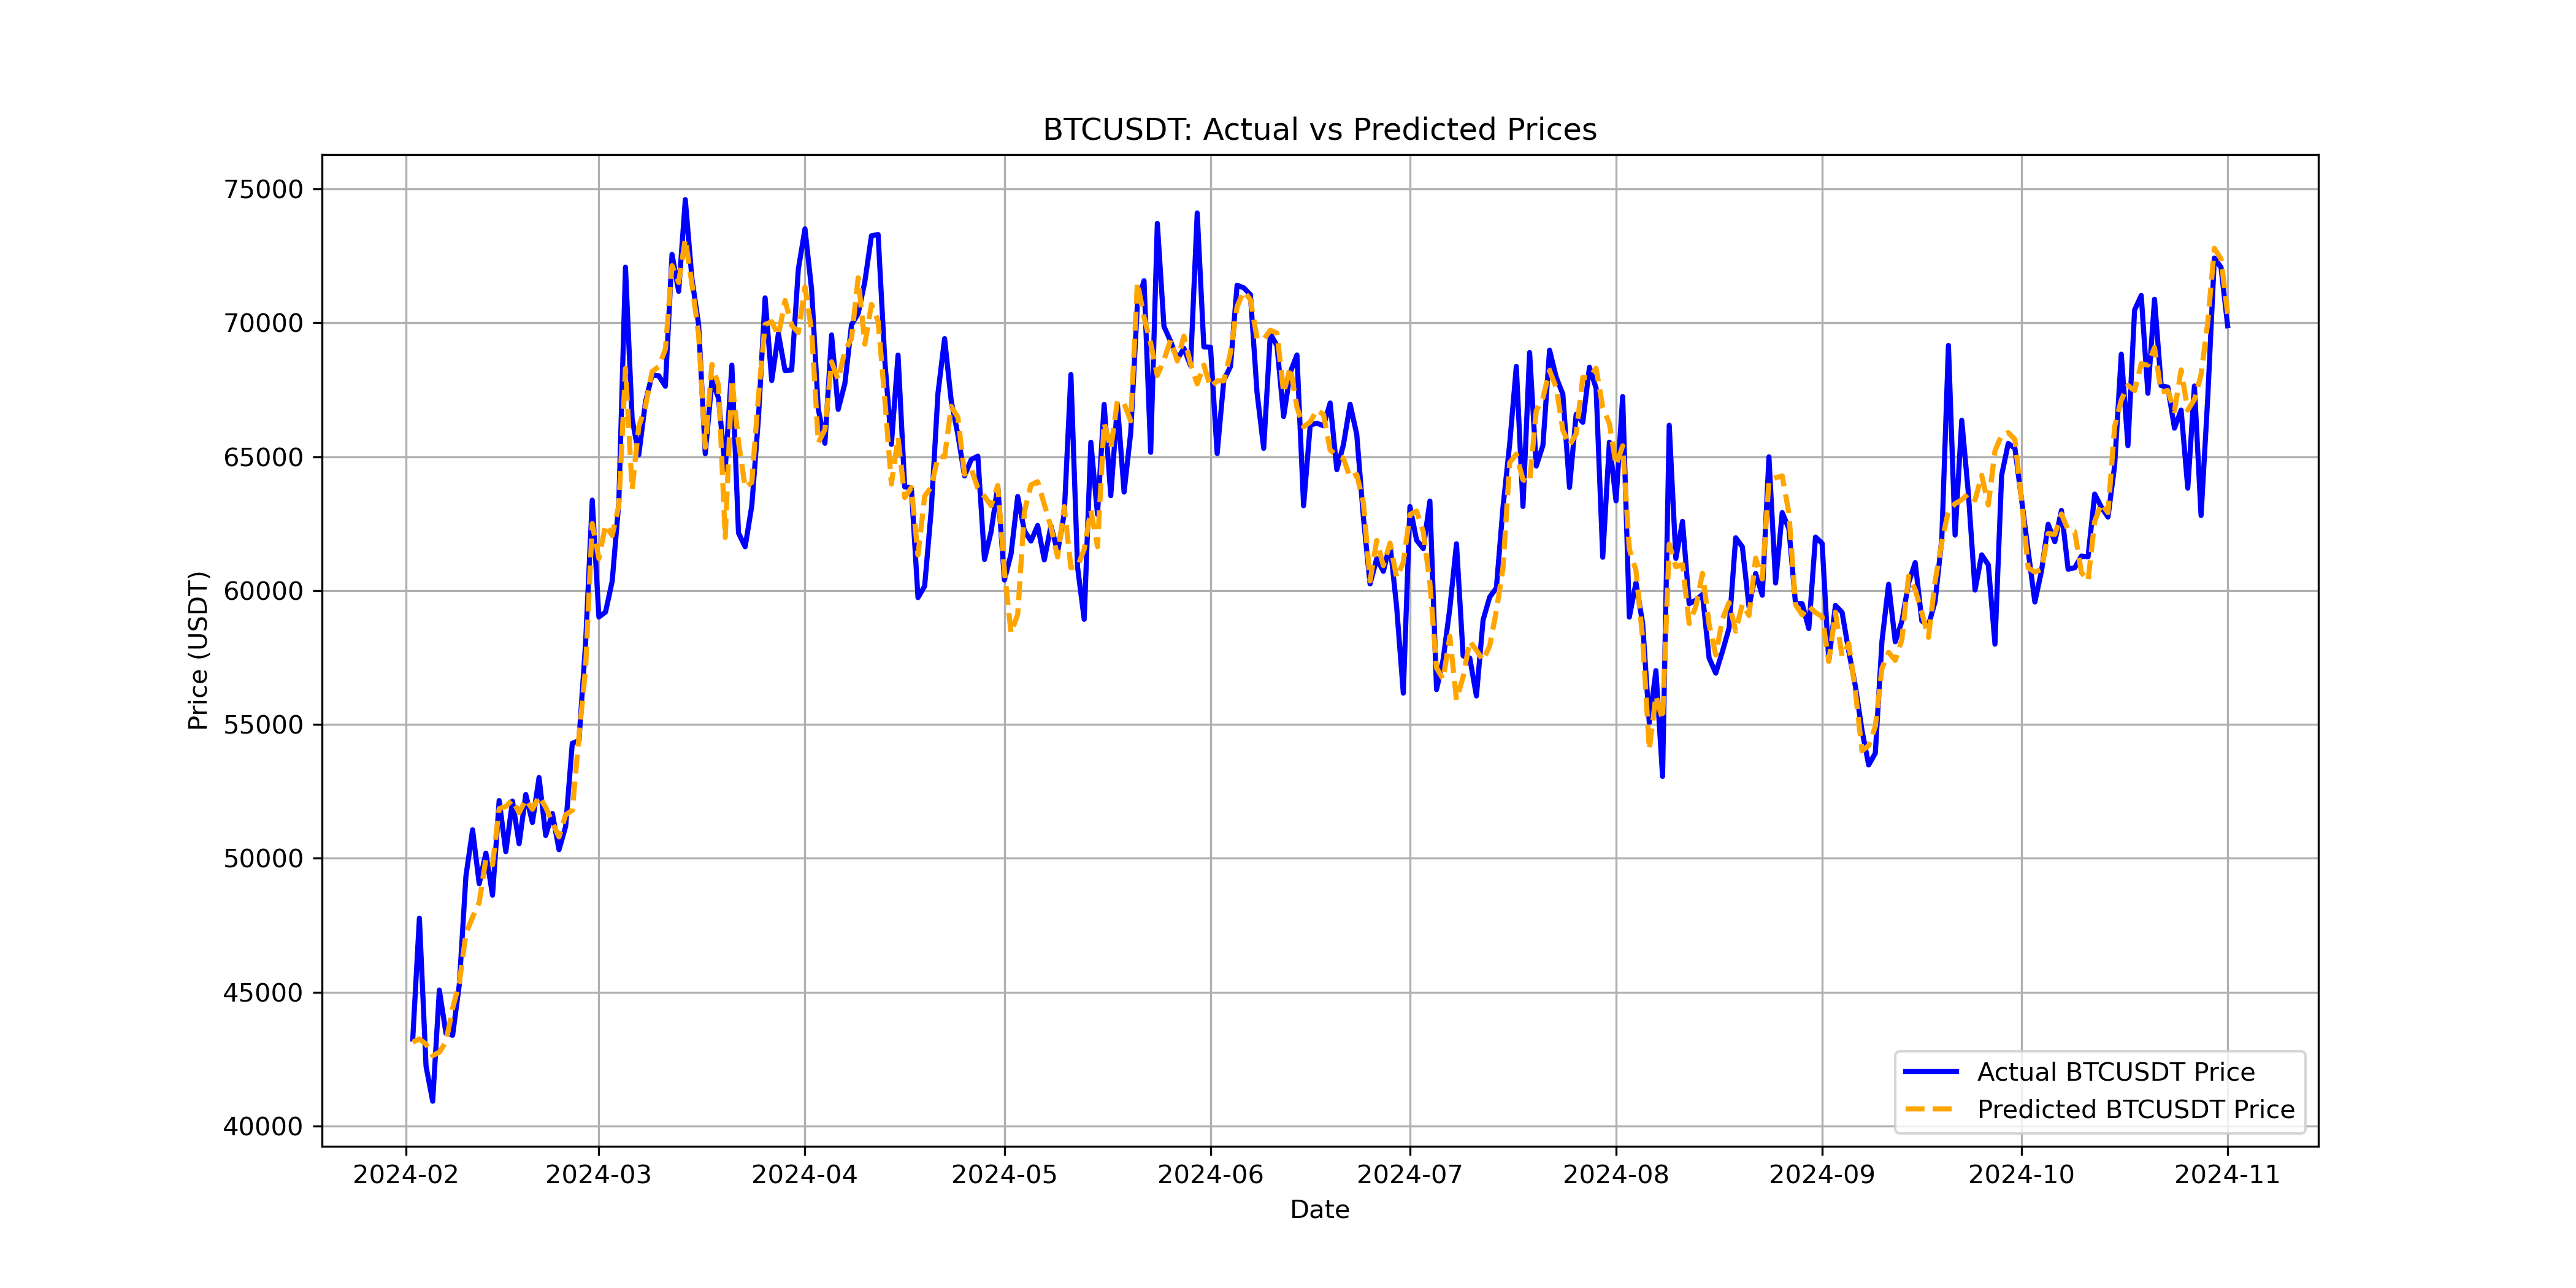 BTCUSDT: Actual vs Predicted Prices
75000
70000
65000
60000
55000
50000
45000
40000
Price (USDT)
Actual BTCUSDT Price
Predicted BTCUSDT Price
2024-02 2024-03 2024-04 2024-05 2024-06 2024-07 2024-08 2024-09 2024-10 2024-11
Date